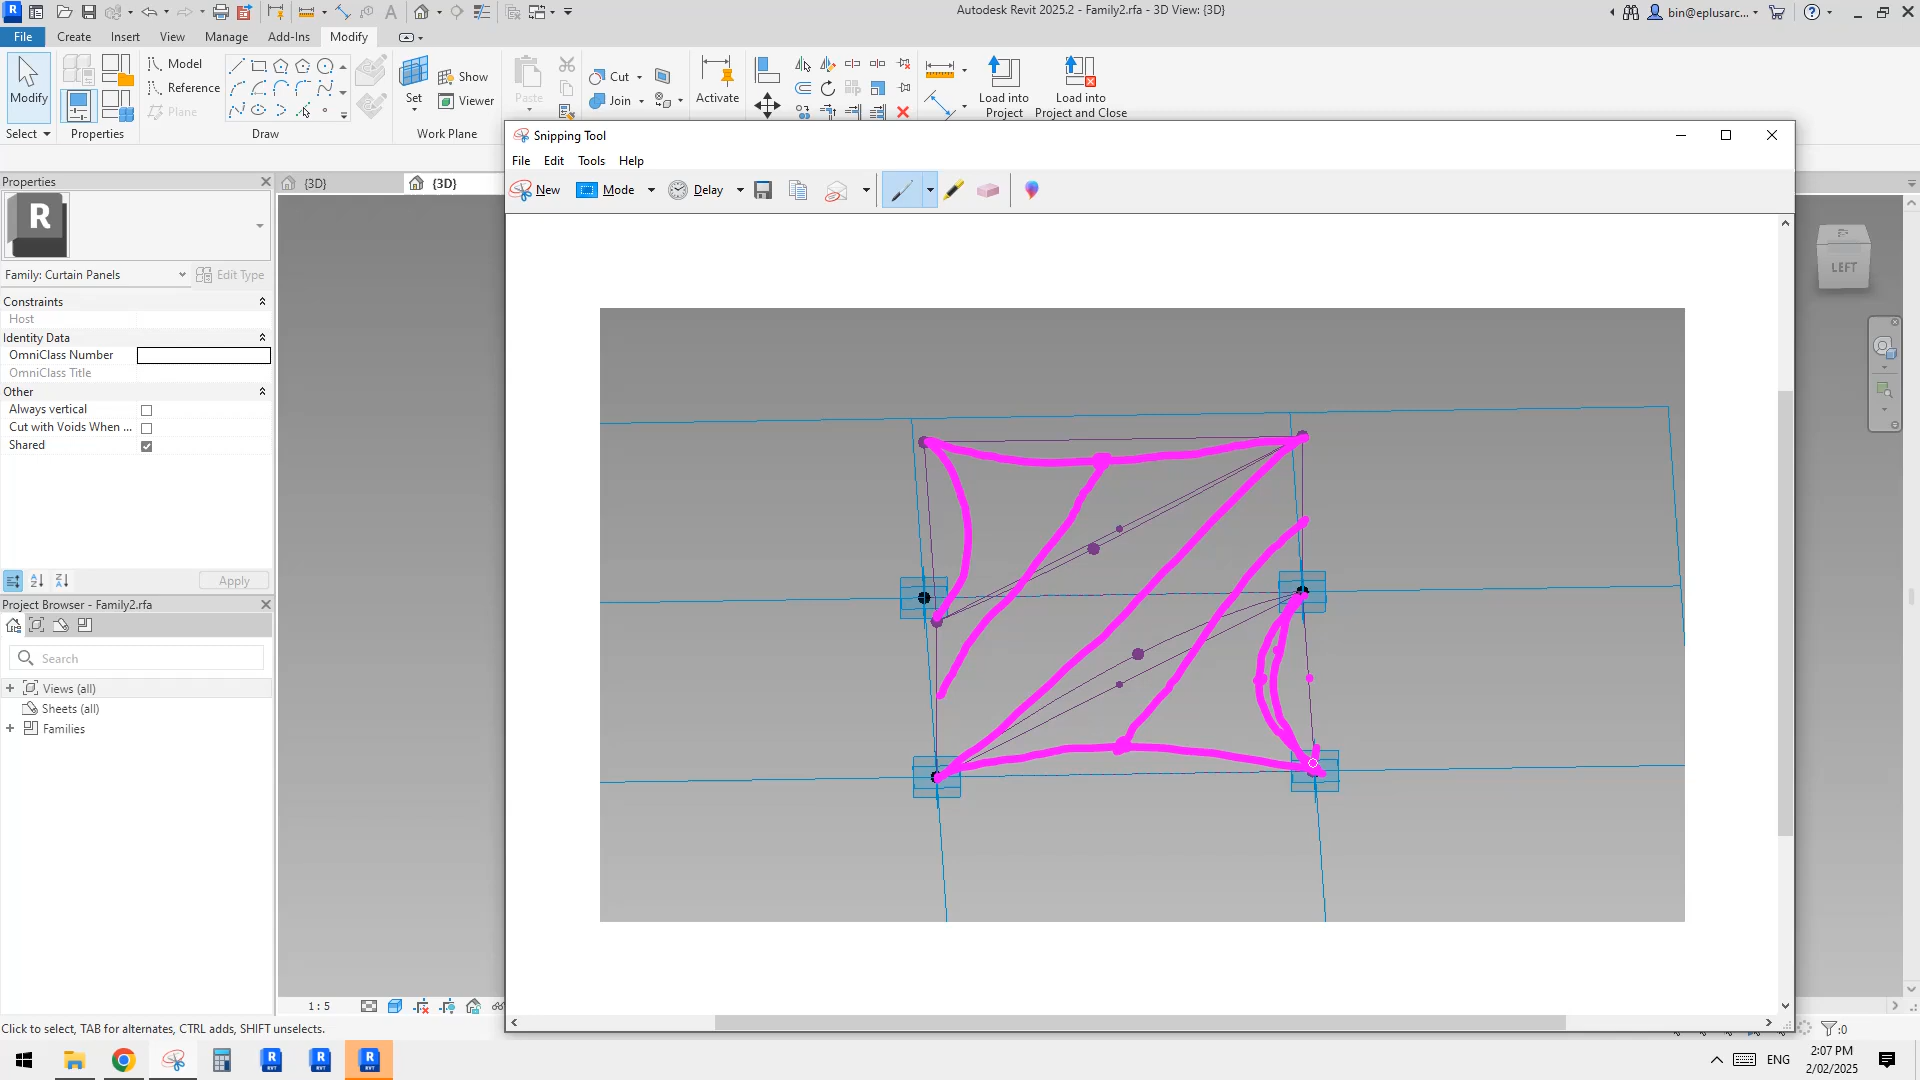 Autodesk Revit 2025.2 - Family2.rfa - 3D View: {3D}
bin@eplusarc...
File Create Insert View Manage Add-Ins Modify
Modify
Select
Properties
Model
Reference
Plane
Draw
Set
Show
Viewer
Work Plane
Paste
Cut
Join
Activate
Load into
Project
Load into
Project and Close
Properties
{3D}
{3D}
R
Family: Curtain Panels
Edit Type
Constraints
Host
Identity Data
OmniClass Number
OmniClass Title
Other
Always vertical
Cut with Voids When ...
Shared
Apply
Project Browser - Family2.rfa
Search
Views (all)
Sheets (all)
Families
Snipping Tool
File Edit Tools Help
New Mode Delay
LEFT
1 : 5
Click to select, TAB for alternates, CTRL adds, SHIFT unselects.
:0
ENG
2:07 PM
2/02/2025